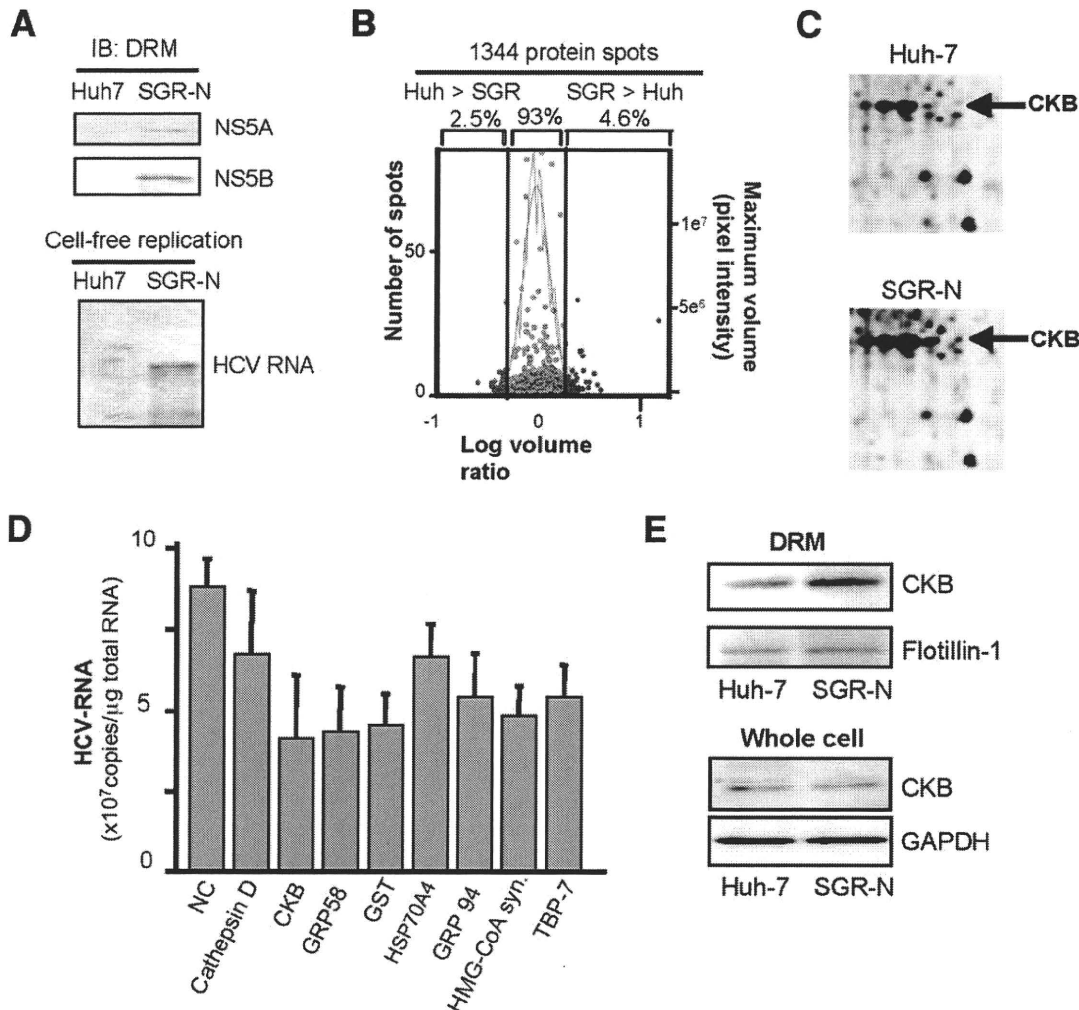 A
IB: DRM
Huh7 SGR-N
NS5A
NS5B
Cell-free replication
Huh7 SGR-N
HCV RNA
B
1344 protein spots
Huh > SGR SGR > Huh
2.5% 93% 4.6%
Number of spots
50
0
-1 0 1
Log volume
ratio
1e⁷
5e⁶
Maximum volume
(pixel intensity)
C
Huh-7
CKB
SGR-N
CKB
D
HCV-RNA
(x10⁷copies/µg total RNA)
10
5
0
NC
Cathepsin D
CKB
GRP58
GST
HSP70A4
GRP 94
HMG-CoA syn.
TBP-7
E
DRM
CKB
Flotillin-1
Huh-7 SGR-N
Whole cell
CKB
GAPDH
Huh-7 SGR-N